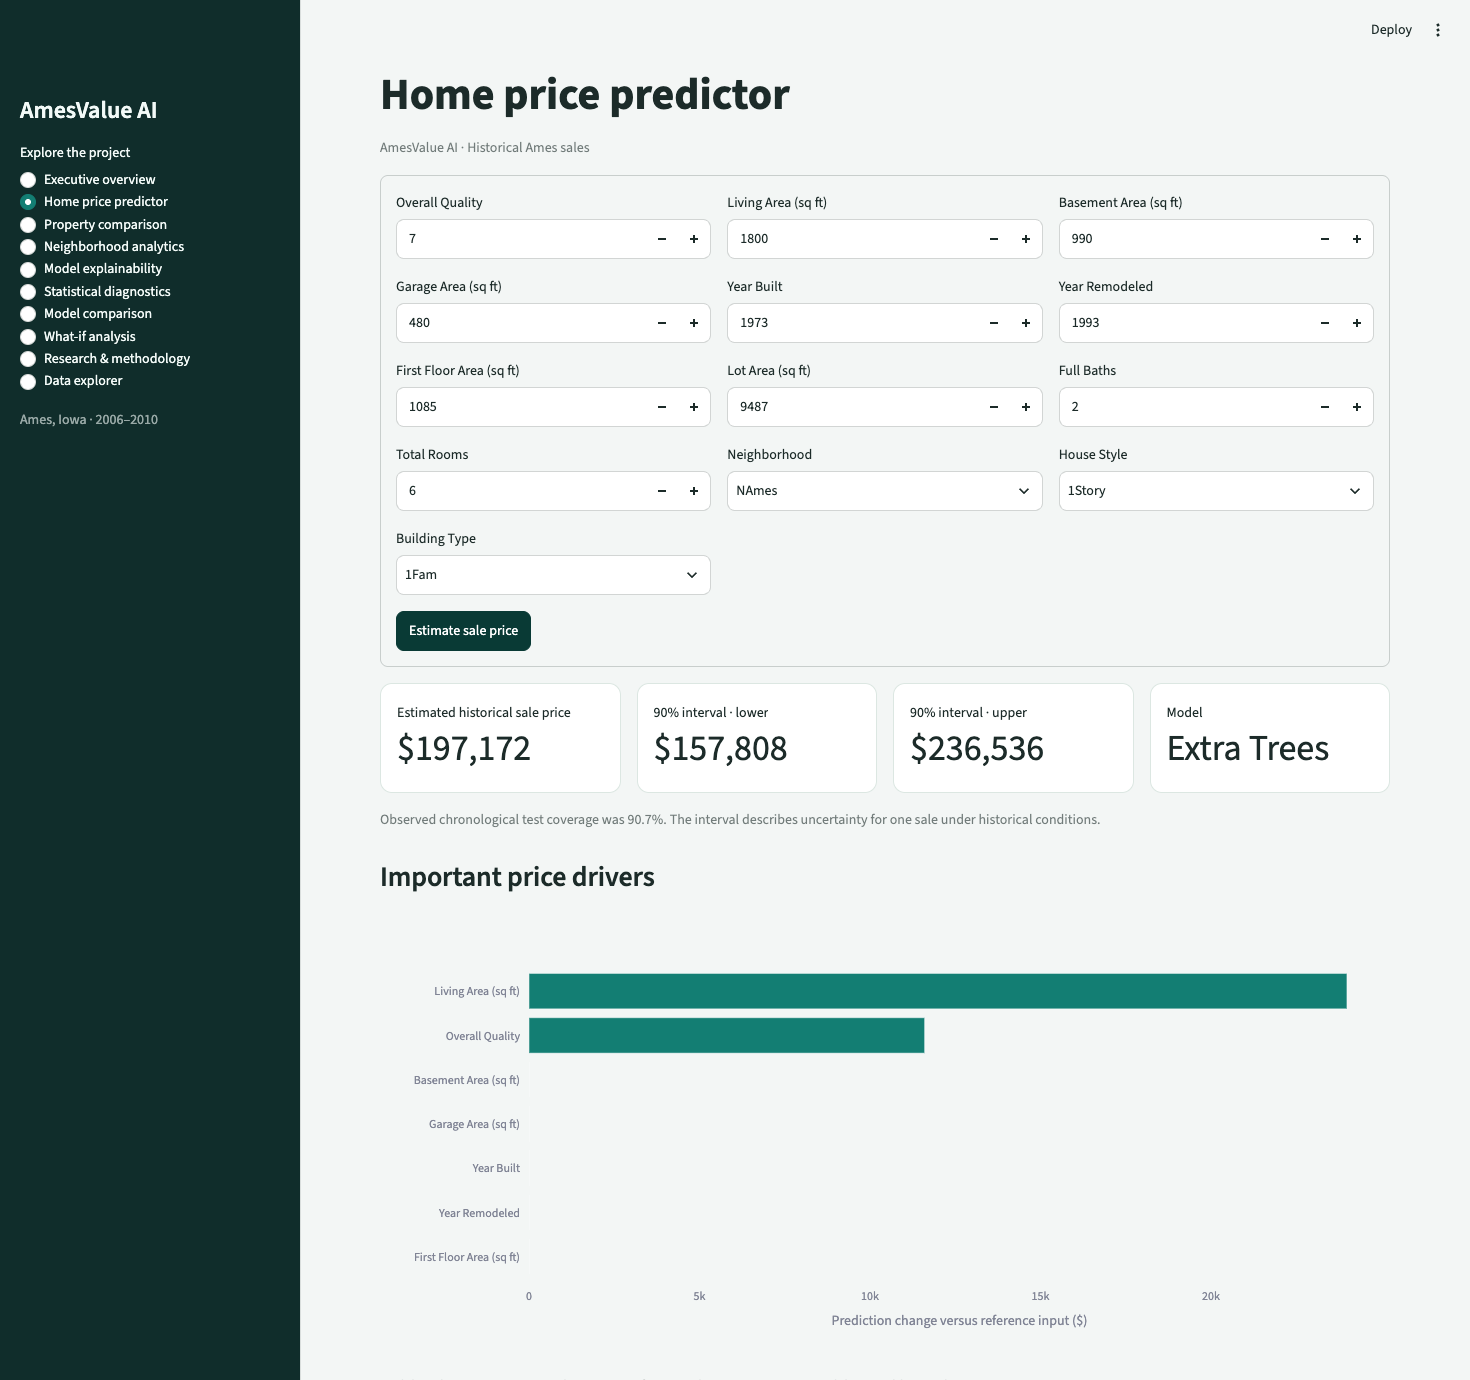 Deploy
AmesValue AI
Explore the project
Executive overview
Home price predictor
Property comparison
Neighborhood analytics
Model explainability
Statistical diagnostics
Model comparison
What-if analysis
Research & methodology
Data explorer
Ames, Iowa · 2006–2010
Home price predictor
AmesValue AI · Historical Ames sales
Overall Quality
7
Living Area (sq ft)
1800
Basement Area (sq ft)
990
Garage Area (sq ft)
480
Year Built
1973
Year Remodeled
1993
First Floor Area (sq ft)
1085
Lot Area (sq ft)
9487
Full Baths
2
Total Rooms
6
Neighborhood
NAmes
House Style
1Story
Building Type
1Fam
Estimate sale price
Estimated historical sale price
$197,172
90% interval · lower
$157,808
90% interval · upper
$236,536
Model
Extra Trees
Observed chronological test coverage was 90.7%. The interval describes uncertainty for one sale under historical conditions.
Important price drivers
Living Area (sq ft)
Overall Quality
Basement Area (sq ft)
Garage Area (sq ft)
Year Built
Year Remodeled
First Floor Area (sq ft)
0 5k 10k 15k 20k
Prediction change versus reference input ($)